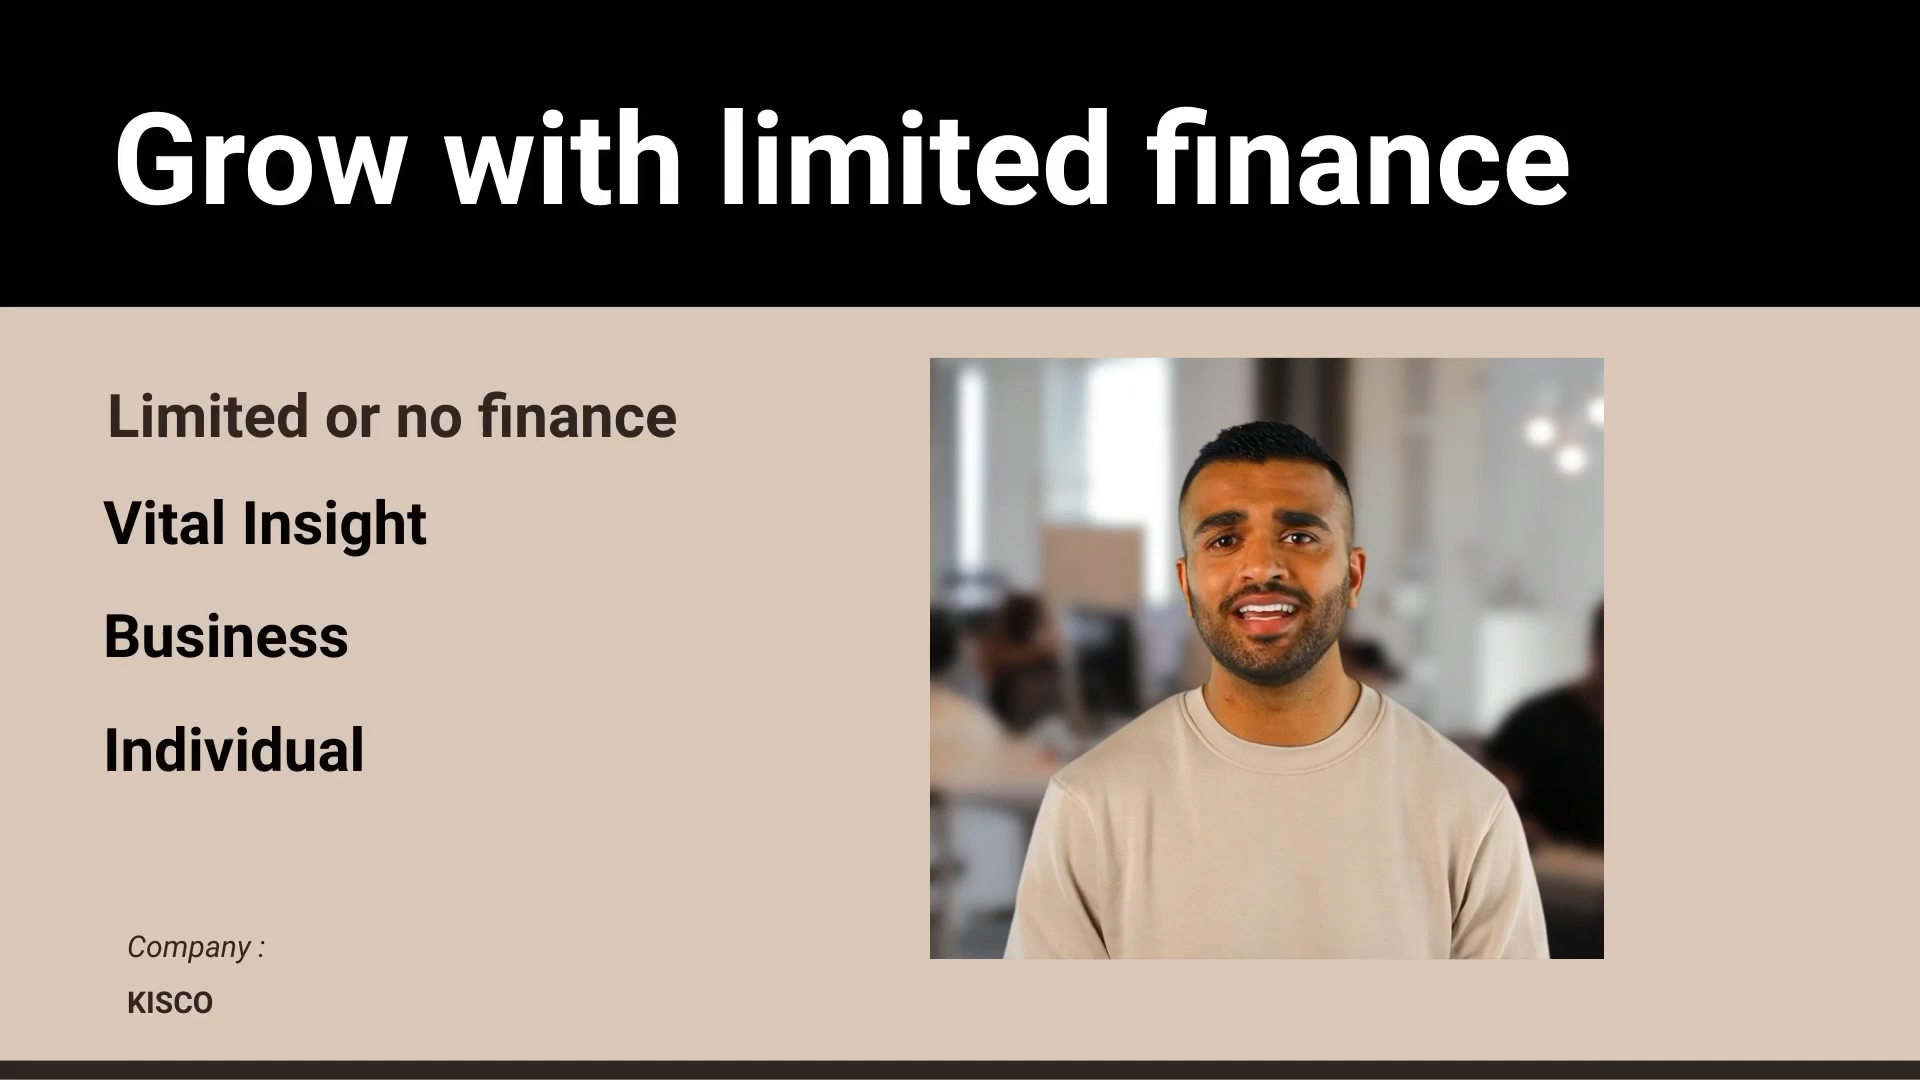 Grow with limited finance
Limited or no finance
Vital Insight
Business
Individual
Company :
KISCO